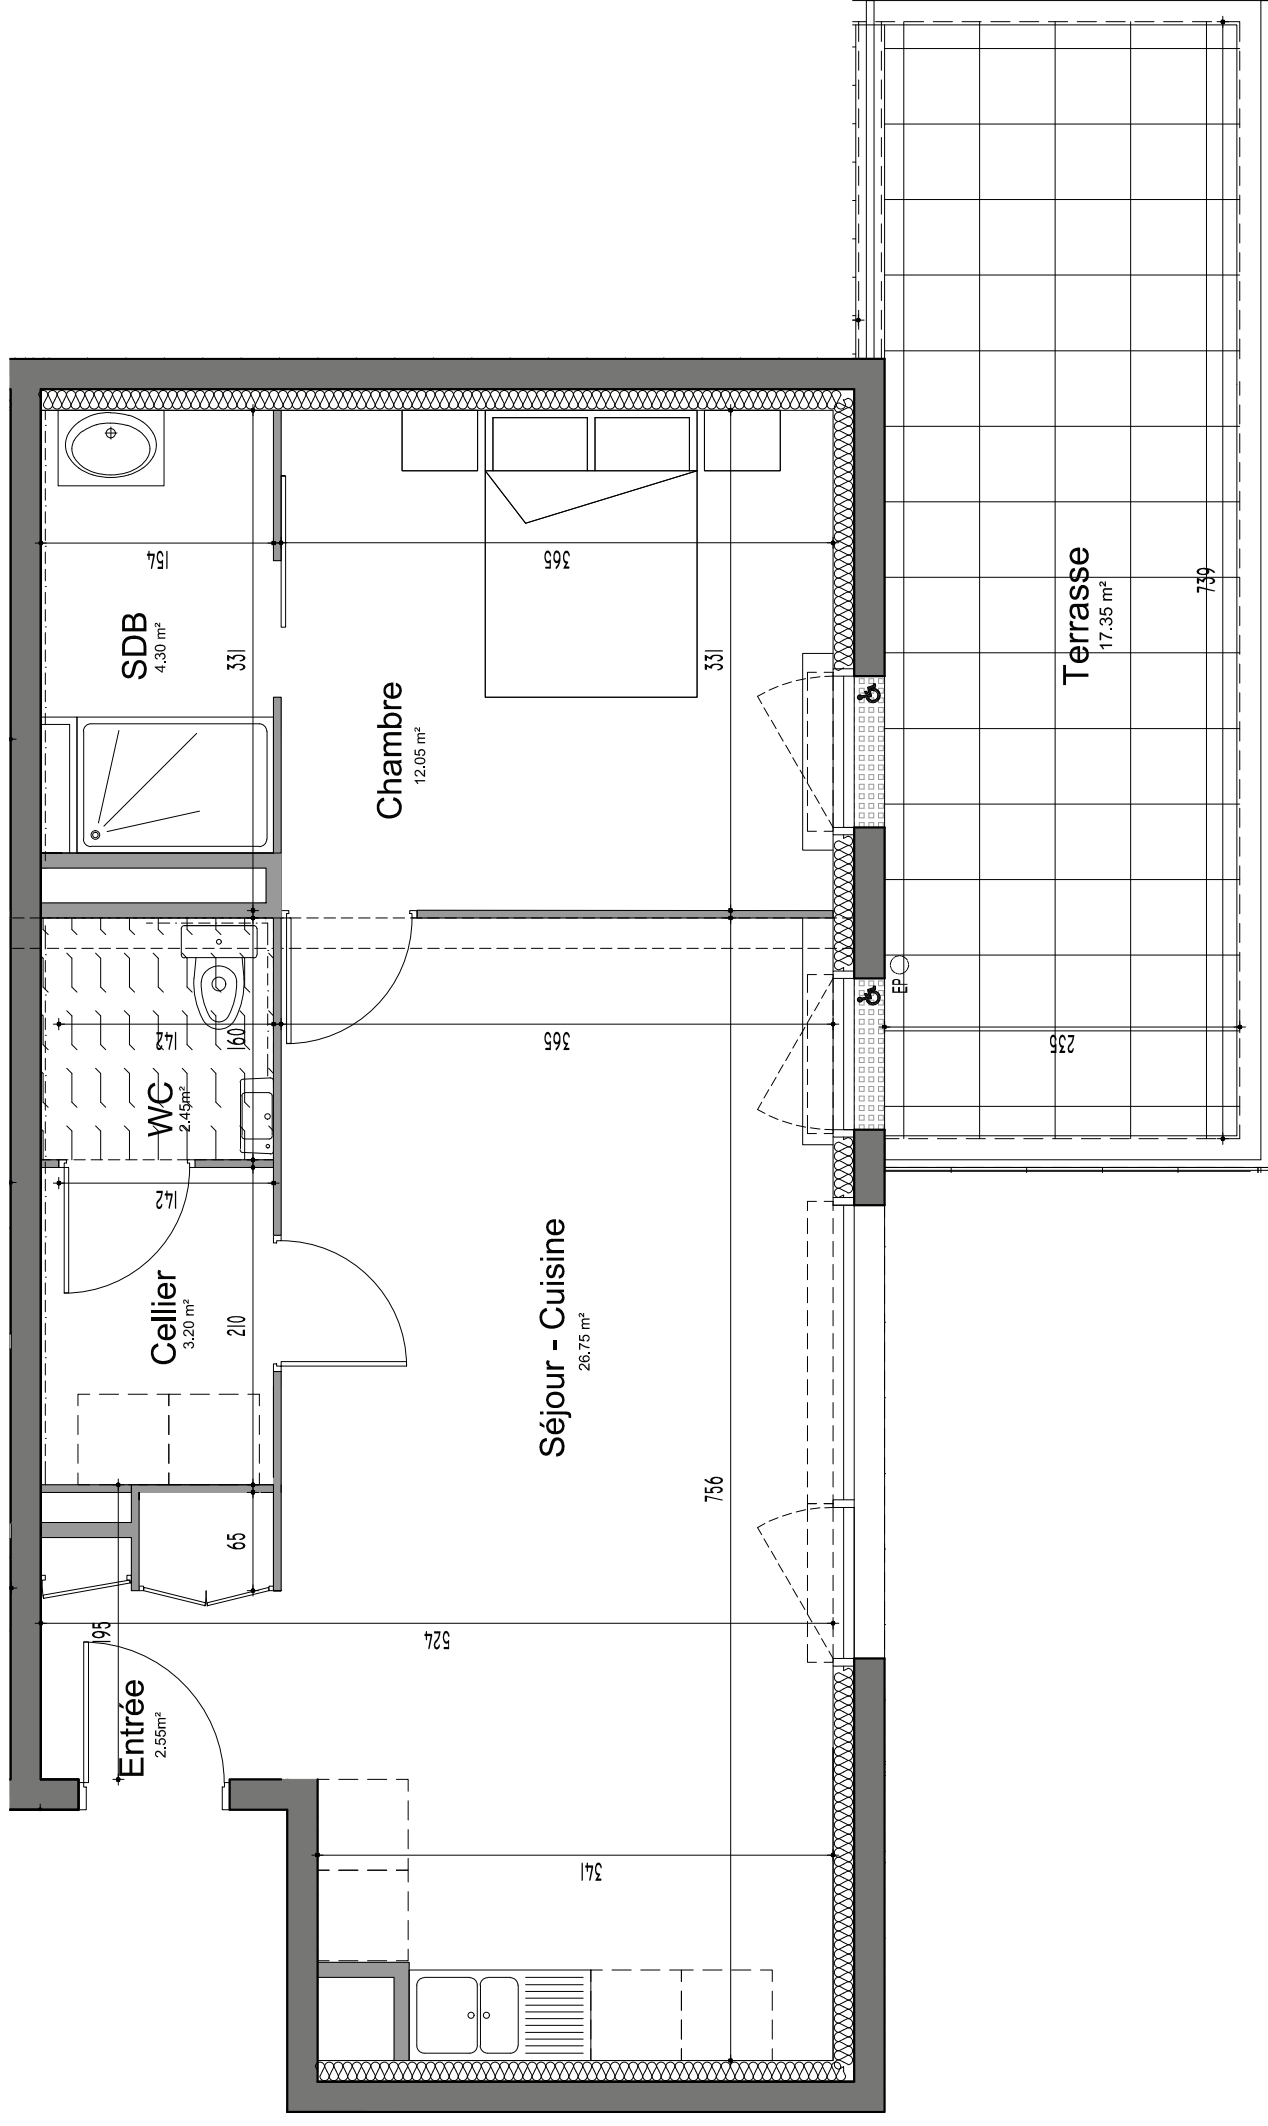 SDB
4.30 m²
154
331
Chambre
12.05 m²
365
331
Terrasse
17.35 m²
739
235
EP
WC
2.45m²
142
160
365
142
Cellier
3.20 m²
210
65
Séjour - Cuisine
26.75 m²
756
524
195
Entrée
2.55m²
341